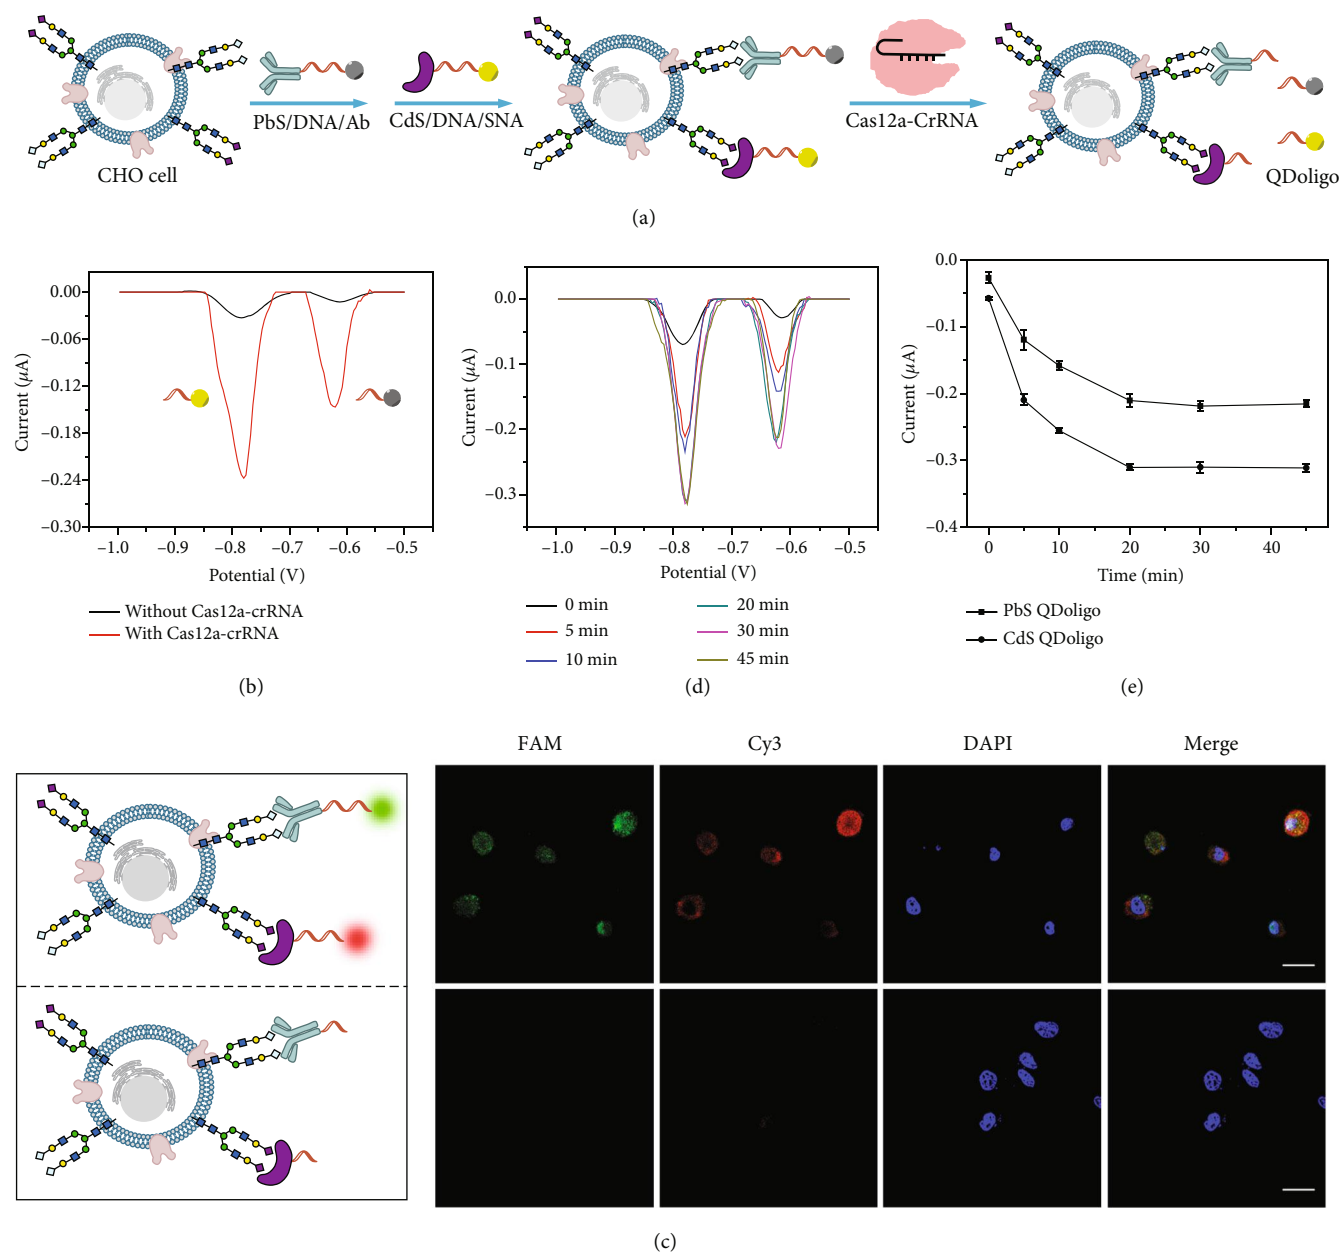 PbS/DNA/Ab
CdS/DNA/SNA
Cas12a-CrRNA
CHO cell
QDoligo
(a)
0.00
−0.06
−0.12
−0.18
−0.24
−0.30
Current (μA)
−1.0 −0.9 −0.8 −0.7 −0.6 −0.5
Potential (V)
Without Cas12a-crRNA
With Cas12a-crRNA
(b)
0.0
−0.1
−0.2
−0.3
Current (μA)
−1.0 −0.9 −0.8 −0.7 −0.6 −0.5
Potential (V)
0 min
5 min
10 min
20 min
30 min
45 min
(d)
0.0
−0.1
−0.2
−0.3
−0.4
Current (μA)
0 10 20 30 40
Time (min)
PbS QDoligo
CdS QDoligo
(e)
FAM Cy3 DAPI Merge
(c)